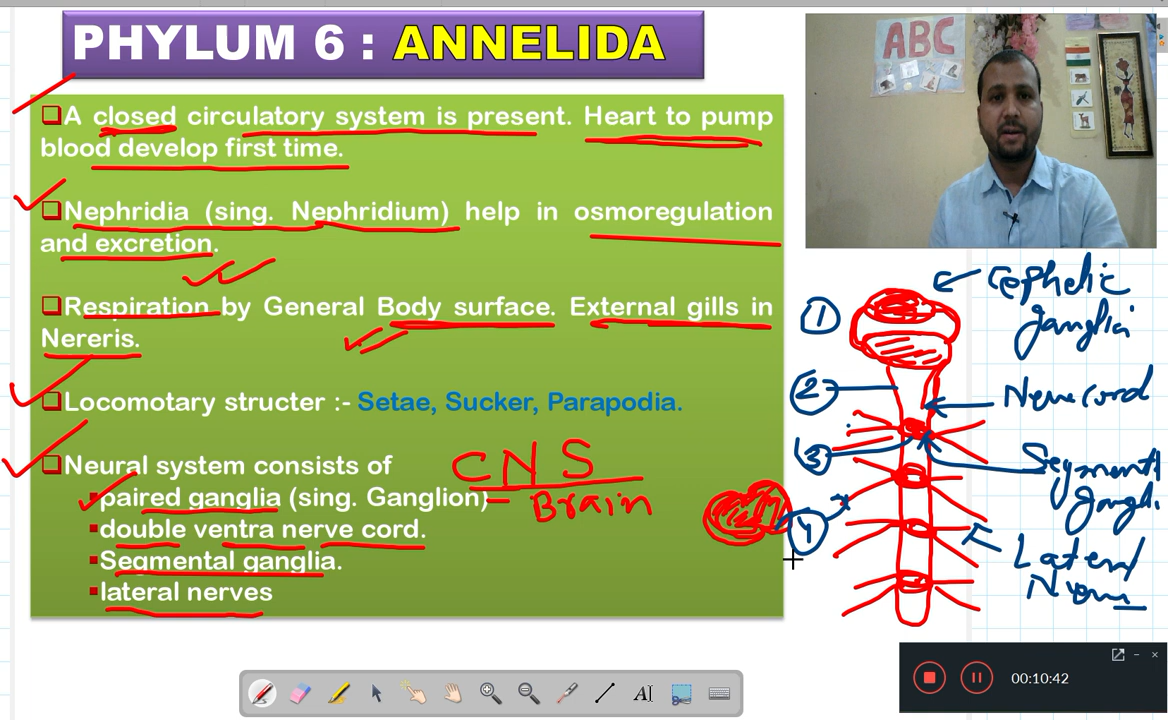 PHYLUM 6 : ANNELIDA
ABC
❑A closed circulatory system is present. Heart to pump
blood develop first time.
❑Nephridia (sing. Nephridium) help in osmoregulation
and excretion.
❑Respiration by General Body surface. External gills in
Nereris.
❑Locomotary structer :- Setae, Sucker, Parapodia.
❑Neural system consists of
▪paired ganglia (sing. Ganglion)
▪double ventra nerve cord.
▪Segmental ganglia.
▪lateral nerves
CNS
Brain
1
Cephelic
ganglia
2
Nerve cord
3
Segmentl
gangli
4
Lateral
Nerve
AI
00:10:42